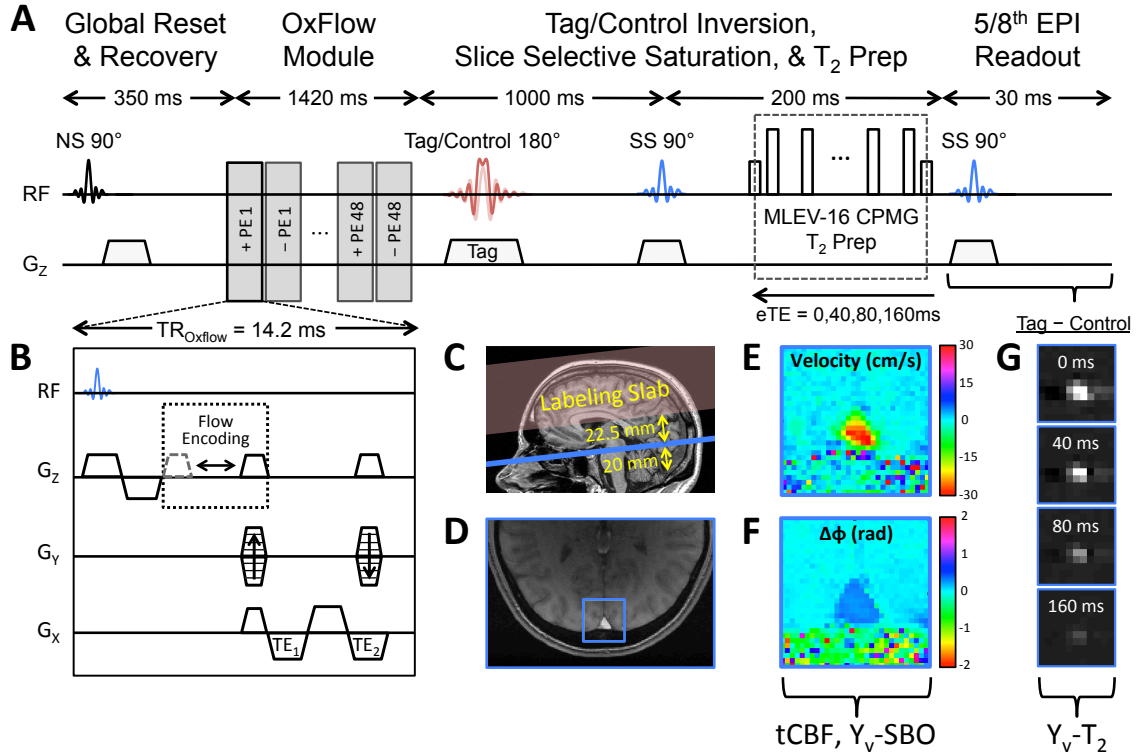 A
Global Reset & Recovery
OxFlow Module
Tag/Control Inversion, Slice Selective Saturation, & T₂ Prep
5/8th EPI Readout
350 ms
1420 ms
1000 ms
200 ms
30 ms
NS 90°
Tag/Control 180°
SS 90°
SS 90°
RF
+ PE 1
– PE 1
...
+ PE 48
– PE 48
...
MLEV-16 CPMG
T₂ Prep
G_Z
Tag
eTE = 0,40,80,160ms
TR_Oxflow = 14.2 ms
Tag – Control
B
RF
Flow Encoding
G_Z
G_Y
G_X
TE₁
TE₂
C
Labeling Slab
22.5 mm
20 mm
D
E
Velocity (cm/s)
30
15
0
-15
-30
F
Δϕ (rad)
2
1
0
-1
-2
tCBF, Yᵥ-SBO
G
0 ms
40 ms
80 ms
160 ms
Yᵥ-T₂